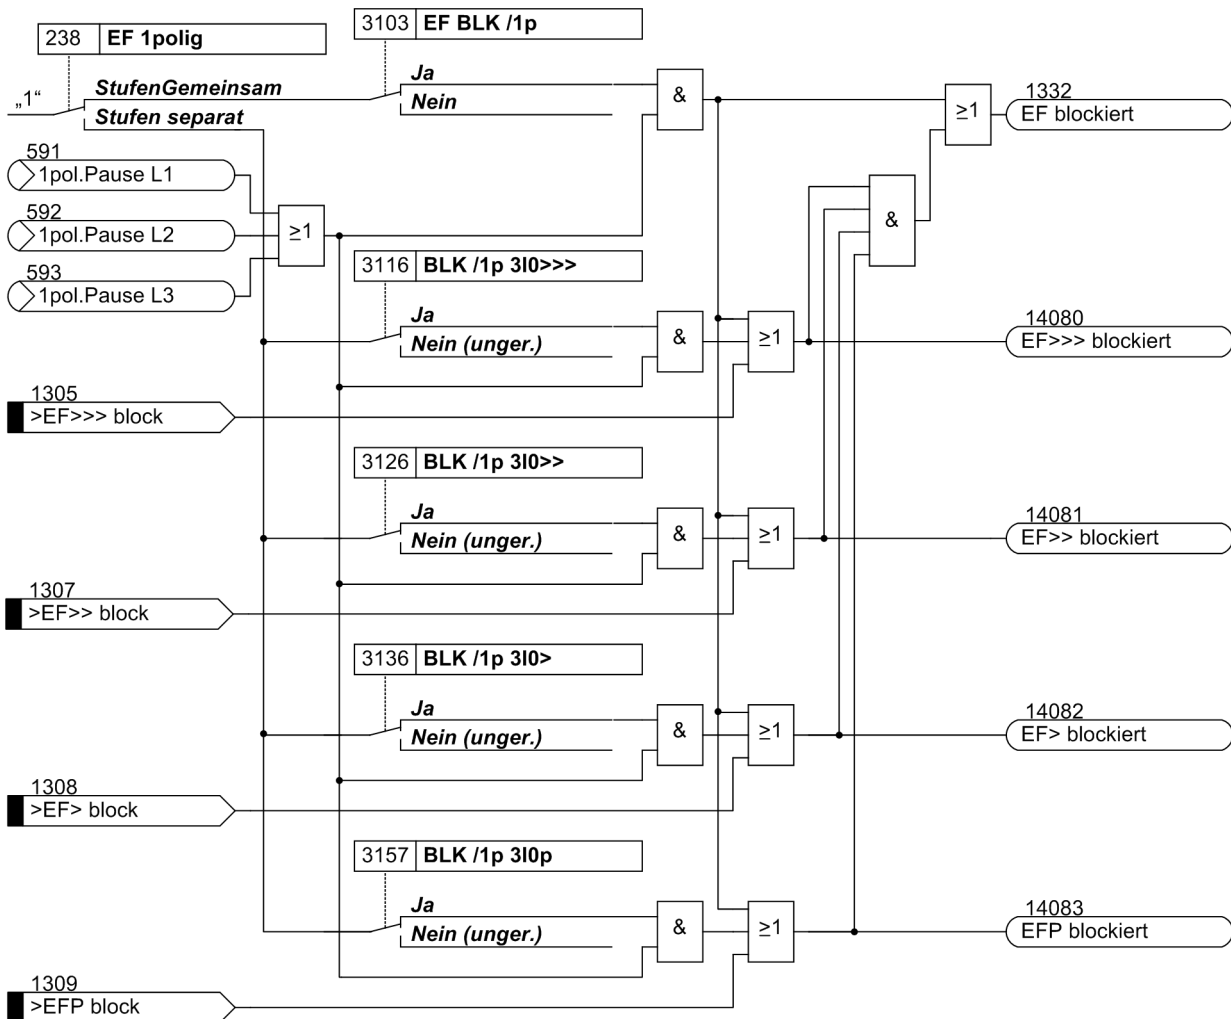 238 EF 1polig
3103 EF BLK /1p
„1“
StufenGemeinsam
Stufen separat
Ja
Nein
&
≥1
1332
EF blockiert
591
1pol.Pause L1
592
1pol.Pause L2
593
1pol.Pause L3
≥1
&
3116 BLK /1p 3I0>>>
Ja
Nein (unger.)
&
≥1
14080
EF>>> blockiert
1305
>EF>>> block
3126 BLK /1p 3I0>>
Ja
Nein (unger.)
&
≥1
14081
EF>> blockiert
1307
>EF>> block
3136 BLK /1p 3I0>
Ja
Nein (unger.)
&
≥1
14082
EF> blockiert
1308
>EF> block
3157 BLK /1p 3I0p
Ja
Nein (unger.)
&
≥1
14083
EFP blockiert
1309
>EFP block